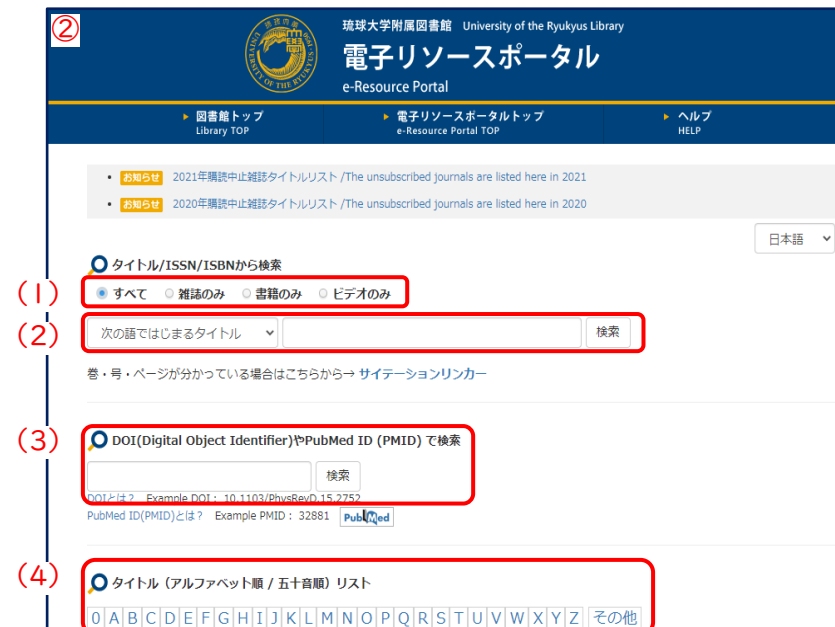 ②
琉球大学附属図書館 University of the Ryukyus Library
電子リソースポータル
e-Resource Portal
図書館トップ 電子リソースポータルトップ ヘルプ
Library TOP e-Resource Portal TOP HELP
お知らせ 2021年購読中止雑誌タイトルリスト /The unsubscribed journals are listed here in 2021
お知らせ 2020年購読中止雑誌タイトルリスト /The unsubscribed journals are listed here in 2020
日本語
タイトル/ISSN/ISBNから検索
(1) すべて 雑誌のみ 書籍のみ ビデオのみ
(2) 次の語ではじまるタイトル 検索
巻・号・ページが分かっている場合はこちらから→ サイテーションリンカー
(3) DOI(Digital Object Identifier)やPubMed ID (PMID) で検索
検索
DOIとは? Example DOI : 10.1103/PhysRevD.15.2752
PubMed ID(PMID)とは? Example PMID : 32881 PubMed
(4) タイトル（アルファベット順 / 五十音順）リスト
0 A B C D E F G H I J K L M N O P Q R S T U V W X Y Z その他